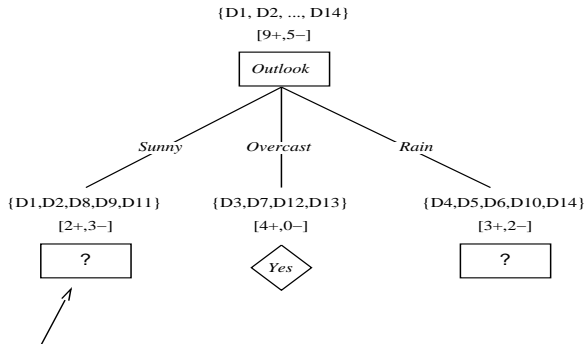 {D1, D2, ..., D14}
[9+,5−]
Outlook
Sunny Overcast Rain
{D1,D2,D8,D9,D11} {D3,D7,D12,D13} {D4,D5,D6,D10,D14}
[2+,3−] [4+,0−] [3+,2−]
? Yes ?